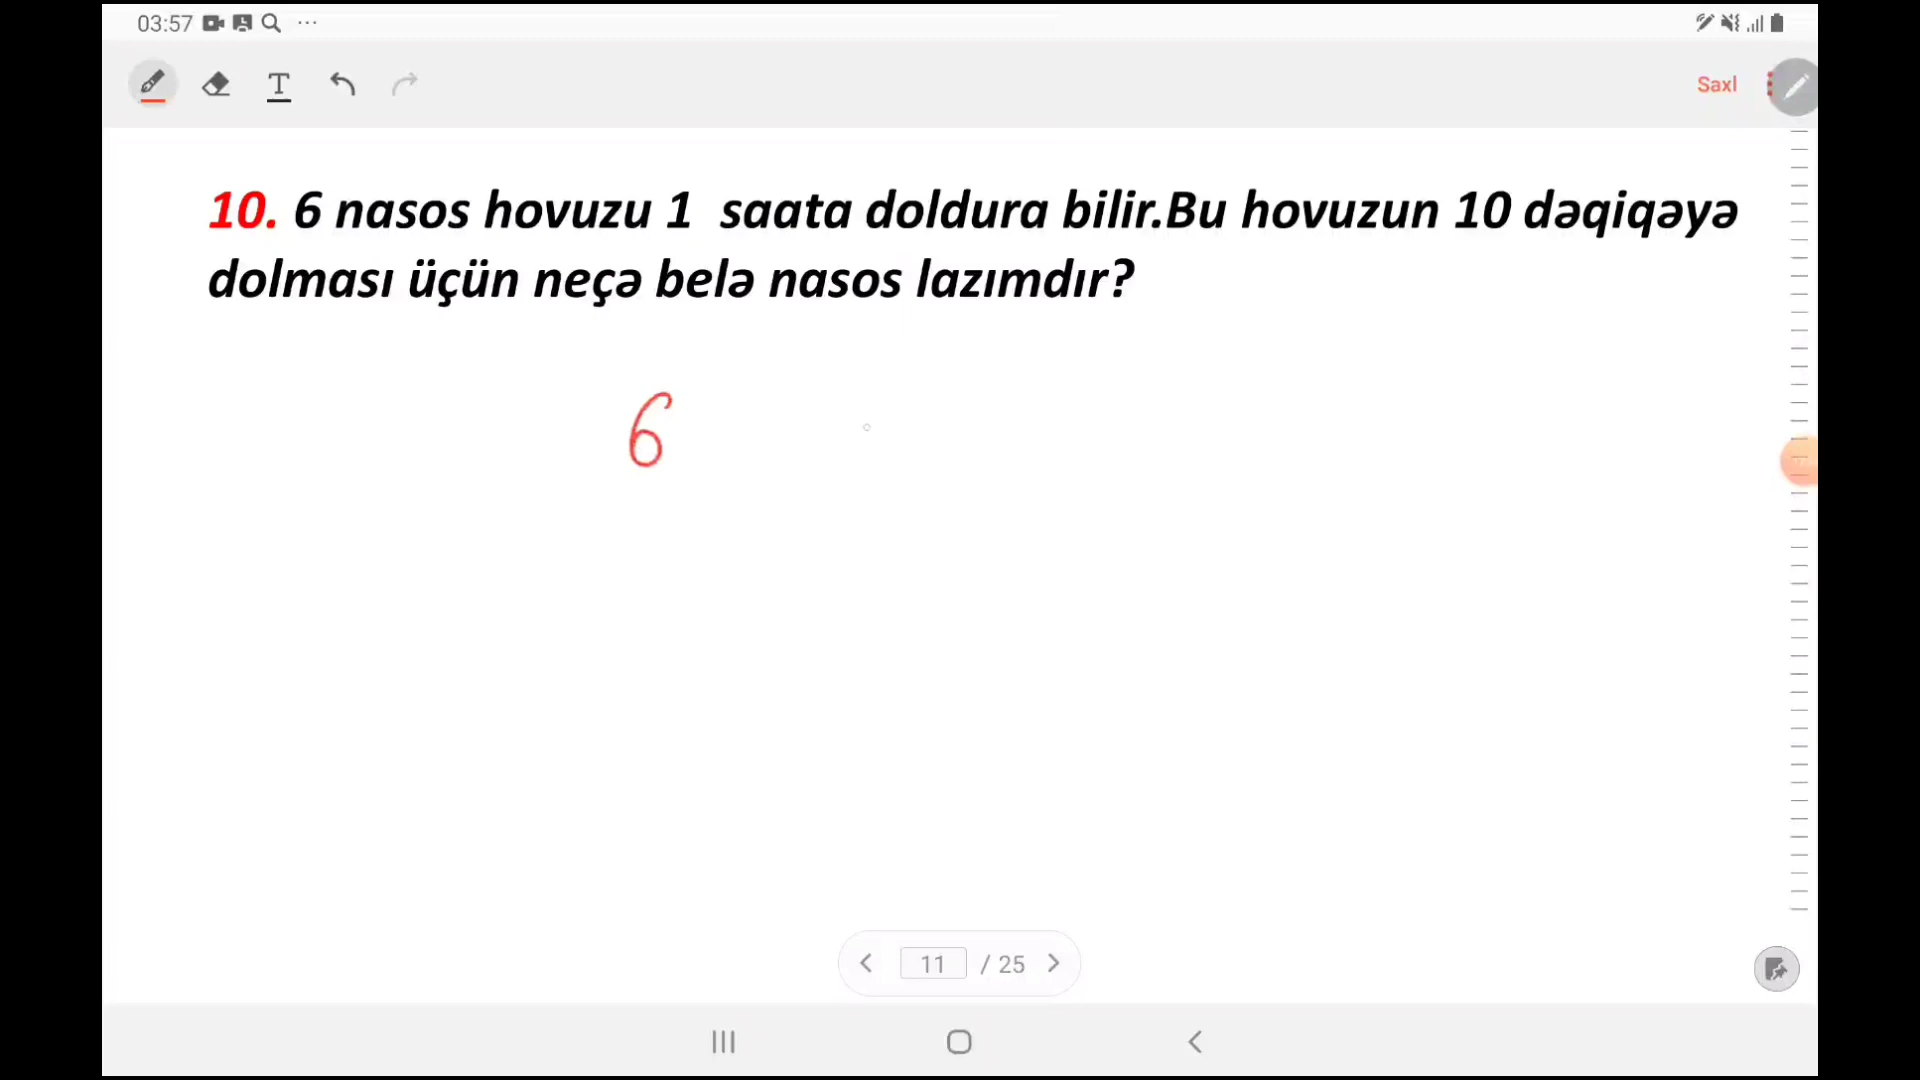 03:57 ...
T
Saxl
10. 6 nasos hovuzu 1 saata doldura bilir.Bu hovuzun 10 dəqiqəyə
dolması üçün neçə belə nasos lazımdır?
6
11 / 25